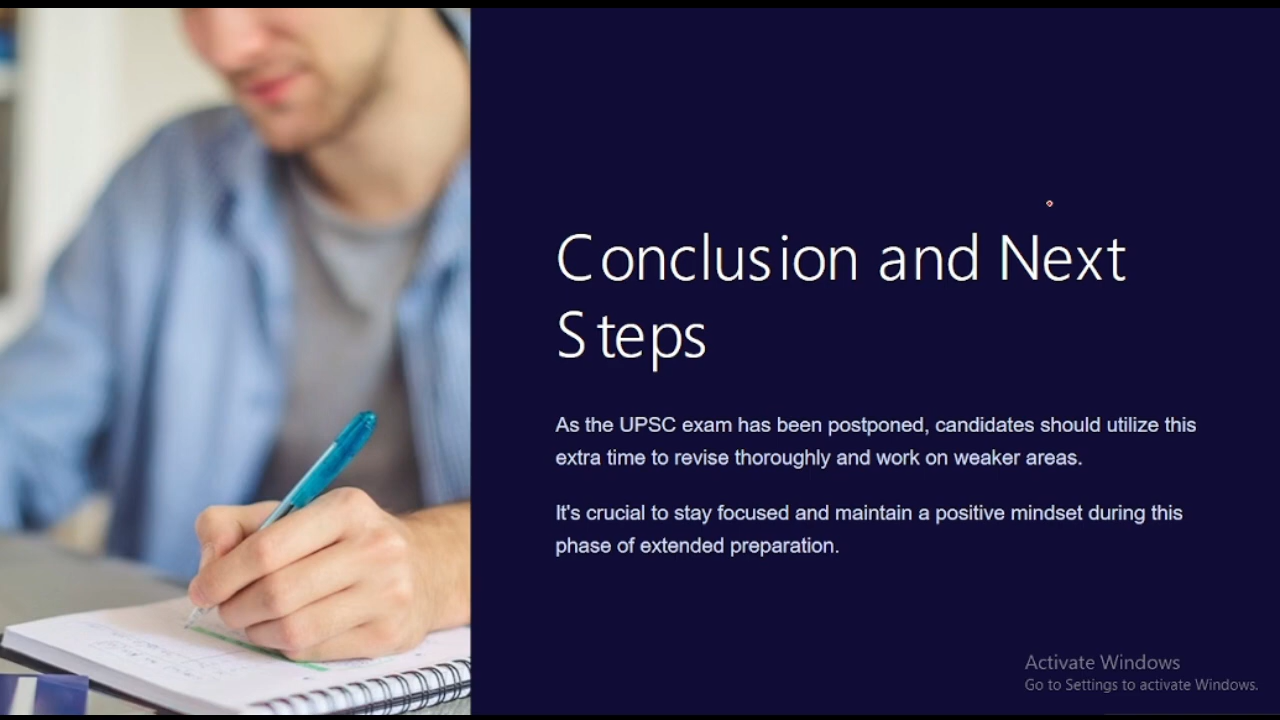 Conclusion and Next
Steps
As the UPSC exam has been postponed, candidates should utilize this
extra time to revise thoroughly and work on weaker areas.
It's crucial to stay focused and maintain a positive mindset during this
phase of extended preparation.
Activate Windows
Go to Settings to activate Windows.